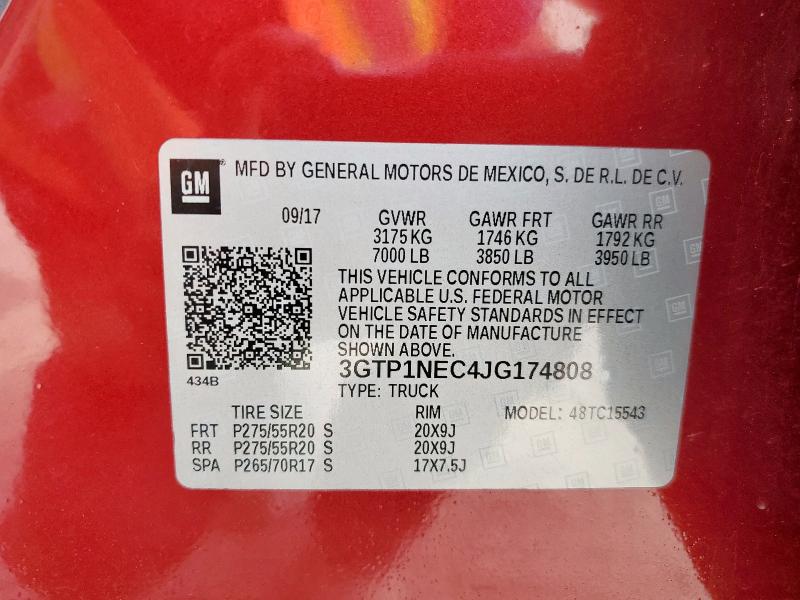 GM ® MFD BY GENERAL MOTORS DE MEXICO, S. DE R.L. DE C.V.
09/17 GVWR GAWR FRT GAWR RR
3175 KG 1746 KG 1792 KG
7000 LB 3850 LB 3950 LB
THIS VEHICLE CONFORMS TO ALL
APPLICABLE U.S. FEDERAL MOTOR
VEHICLE SAFETY STANDARDS IN EFFECT
ON THE DATE OF MANUFACTURE
SHOWN ABOVE.
434B
3GTP1NEC4JG174808
TYPE: TRUCK
TIRE SIZE RIM MODEL: 48TC15543
FRT P275/55R20 S 20X9J
RR P275/55R20 S 20X9J
SPA P265/70R17 S 17X7.5J